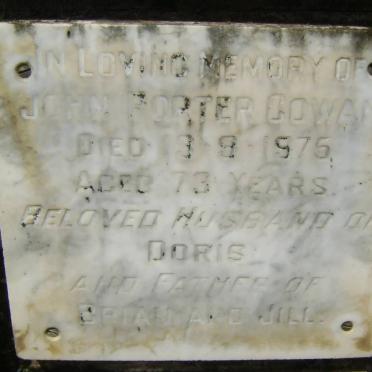 IN LOVING MEMORY OF
JOHN PORTER COWAN
DIED 13 9 1975
AGED 73 YEARS.
BELOVED HUSBAND OF
DORIS
AND FATHER OF
BRIAN AND JILL.